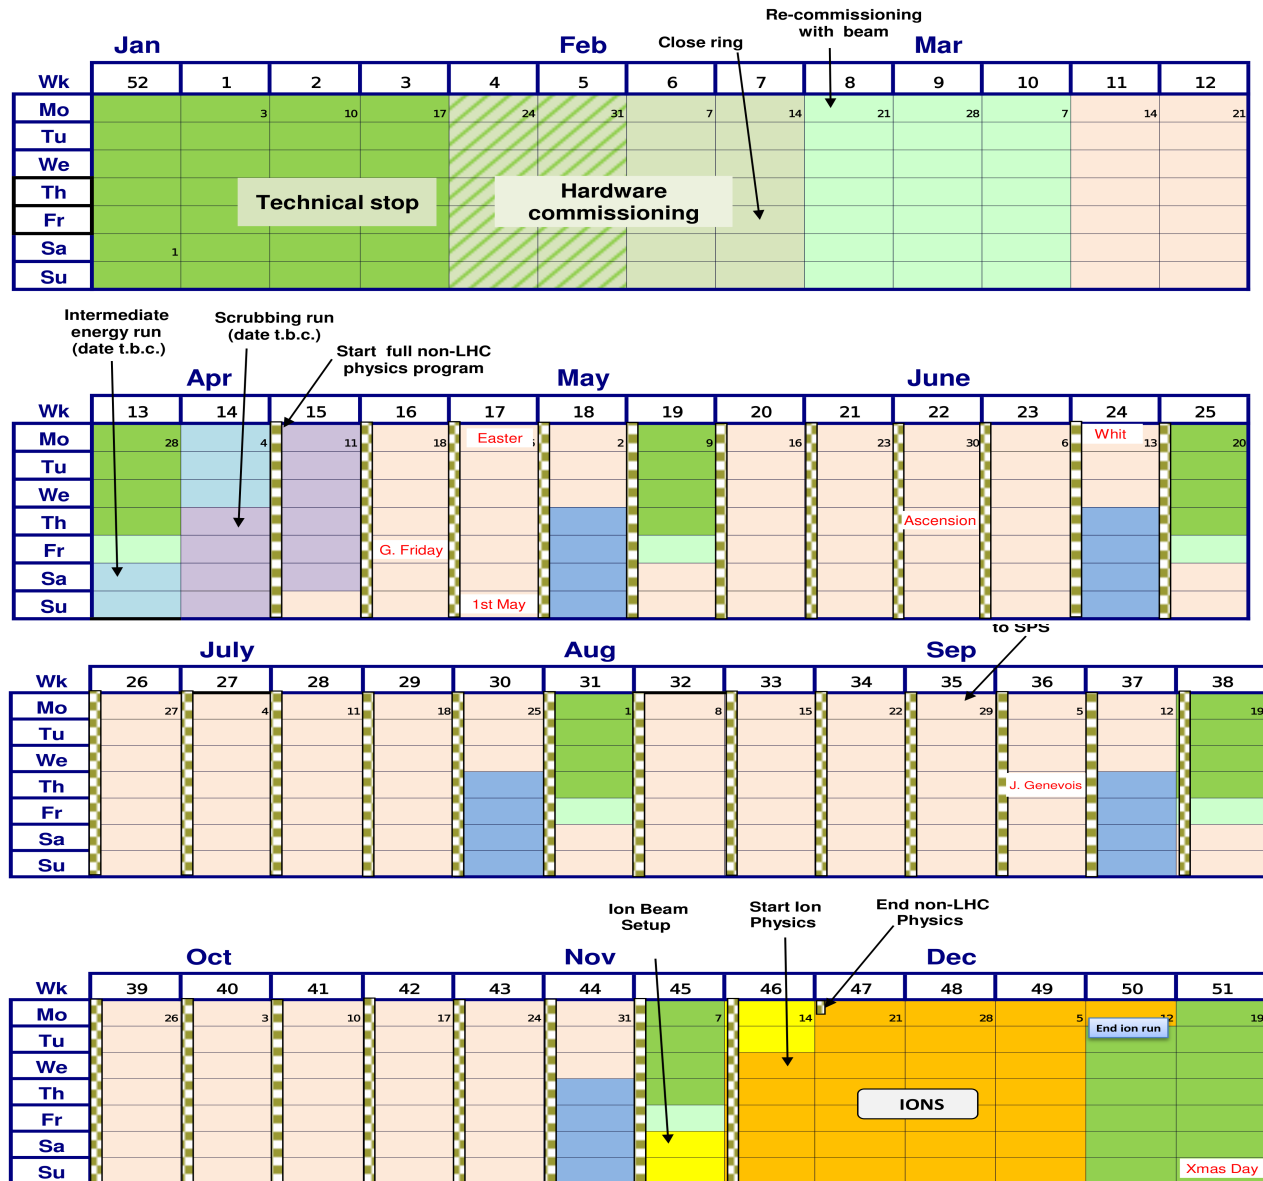 Re-commissioning
with beam
Close ring
Jan Feb Mar
Wk 52 1 2 3 4 5 6 7 8 9 10 11 12
Mo 3 10 17 24 31 7 14 21 28 7 14 21
Tu
We
Th
Technical stop
Hardware
commissioning
Fr
Sa 1
Su
Intermediate
energy run
(date t.b.c.)
Scrubbing run
(date t.b.c.)
Start full non-LHC
physics program
Apr May June
Wk 13 14 15 16 17 18 19 20 21 22 23 24 25
Mo 28 4 11 18 Easter 2 9 16 23 30 6 Whit 13 20
Tu
We
Th Ascension
Fr G. Friday
Sa
Su 1st May
to SPS
July Aug Sep
Wk 26 27 28 29 30 31 32 33 34 35 36 37 38
Mo 27 4 11 18 25 1 8 15 22 29 5 12 19
Tu
We
Th J. Genevois
Fr
Sa
Su
Ion Beam
Setup
Start Ion
Physics
End non-LHC
Physics
Oct Nov Dec
Wk 39 40 41 42 43 44 45 46 47 48 49 50 51
Mo 26 3 10 17 24 31 7 14 21 28 5 12 19
End ion run
Tu
We
Th
IONS
Fr
Sa
Su Xmas Day